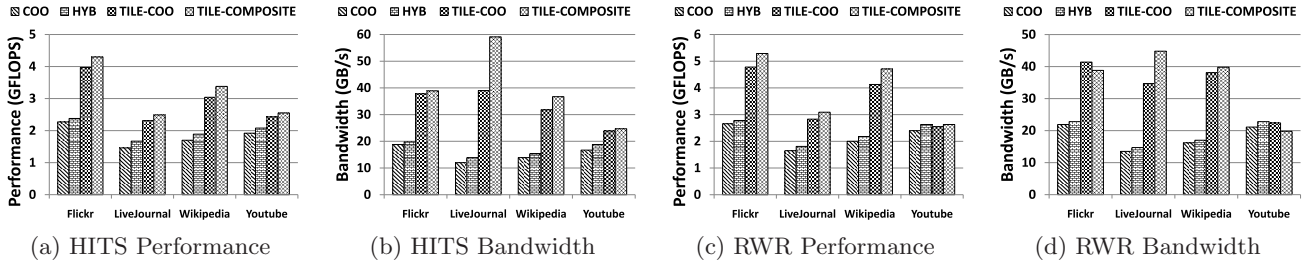 COO HYB TILE-COO TILE-COMPOSITE
Performance (GFLOPS)
5
4
3
2
1
0
Flickr LiveJournal Wikipedia Youtube
(a) HITS Performance
COO HYB TILE-COO TILE-COMPOSITE
Bandwidth (GB/s)
60
50
40
30
20
10
0
Flickr LiveJournal Wikipedia Youtube
(b) HITS Bandwidth
COO HYB TILE-COO TILE-COMPOSITE
Performance (GFLOPS)
6
5
4
3
2
1
0
Flickr LiveJournal Wikipedia Youtube
(c) RWR Performance
COO HYB TILE-COO TILE-COMPOSITE
Bandwidth (GB/s)
50
40
30
20
10
0
Flickr LiveJournal Wikipedia Youtube
(d) RWR Bandwidth